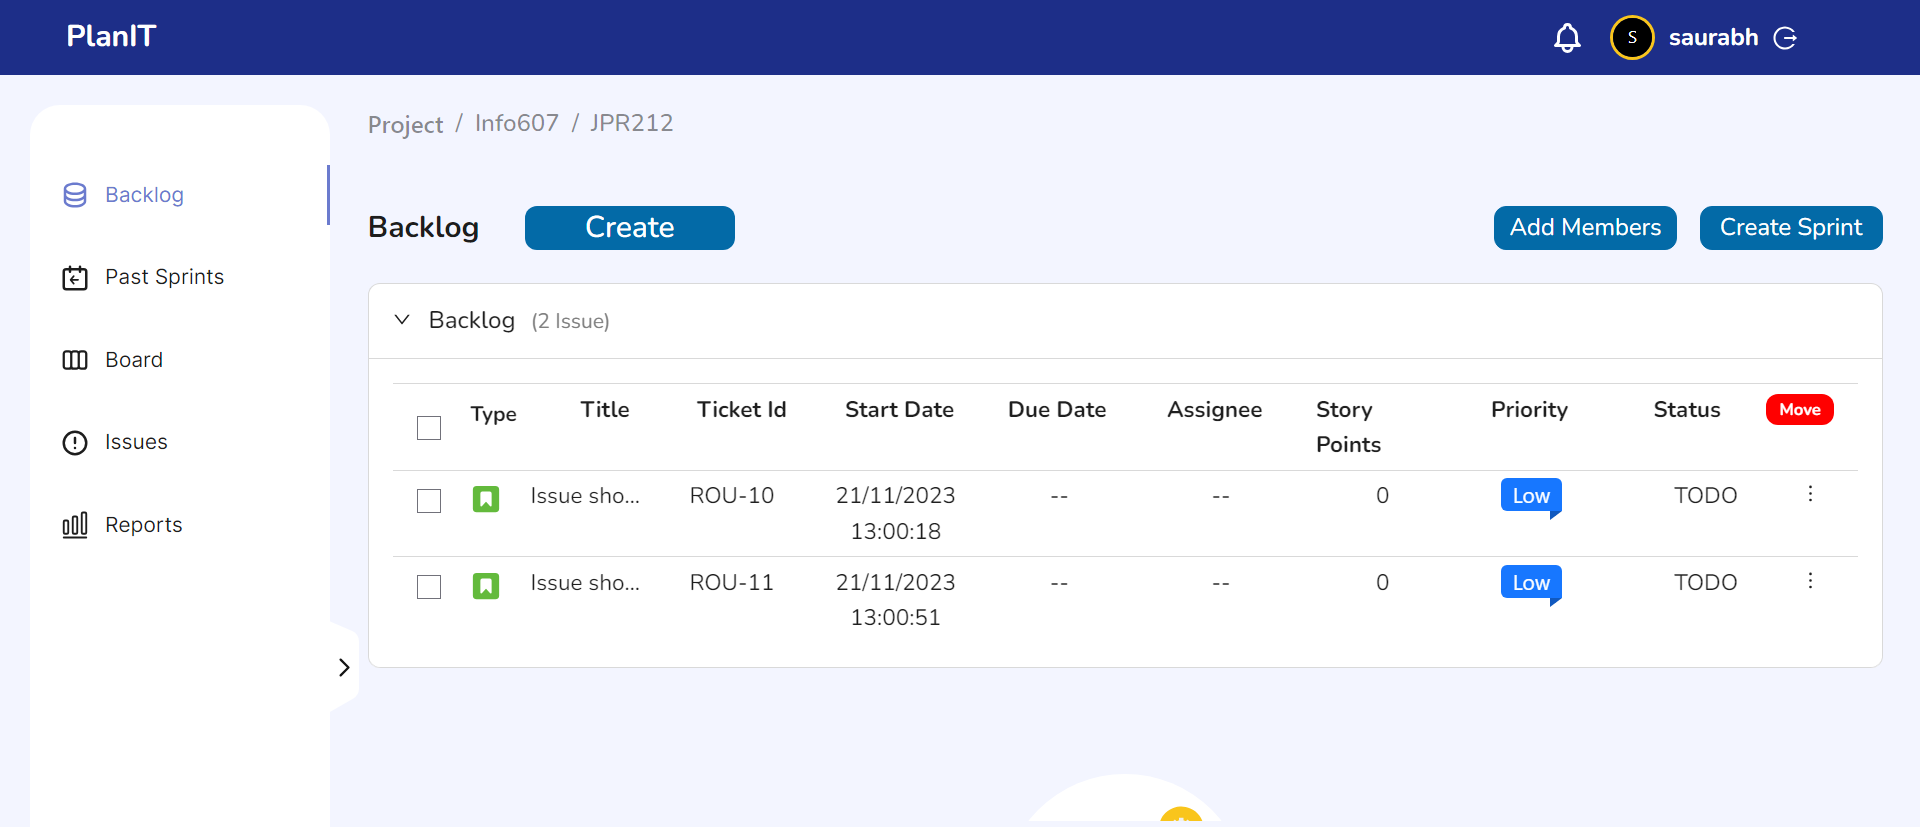 PlanIT
S saurabh
Project / Info607 / JPR212
Backlog
Past Sprints
Board
Issues
Reports
Backlog Create Add Members Create Sprint
Backlog (2 Issue)
Type Title Ticket Id Start Date Due Date Assignee Story Points Priority Status Move
Issue sho... ROU-10 21/11/2023 13:00:18 -- -- 0 Low TODO
Issue sho... ROU-11 21/11/2023 13:00:51 -- -- 0 Low TODO